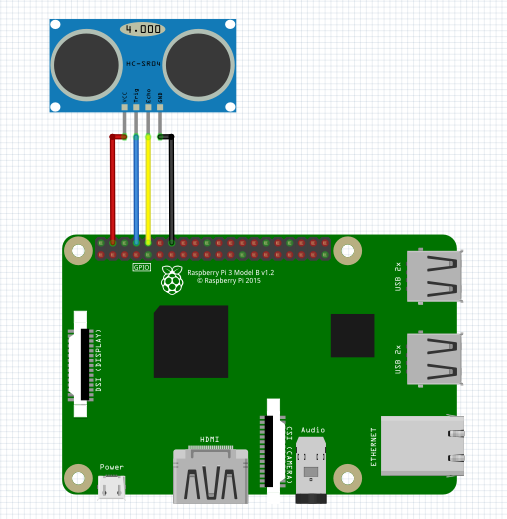 4.000
HC-SR04
VCC
Trig
Echo
GND
GPIO
Raspberry Pi 3 Model B v1.2
© Raspberry Pi 2015
USB 2x
DSI (DISPLAY)
USB 2x
HDMI
CSI (CAMERA)
Audio
ETHERNET
Power